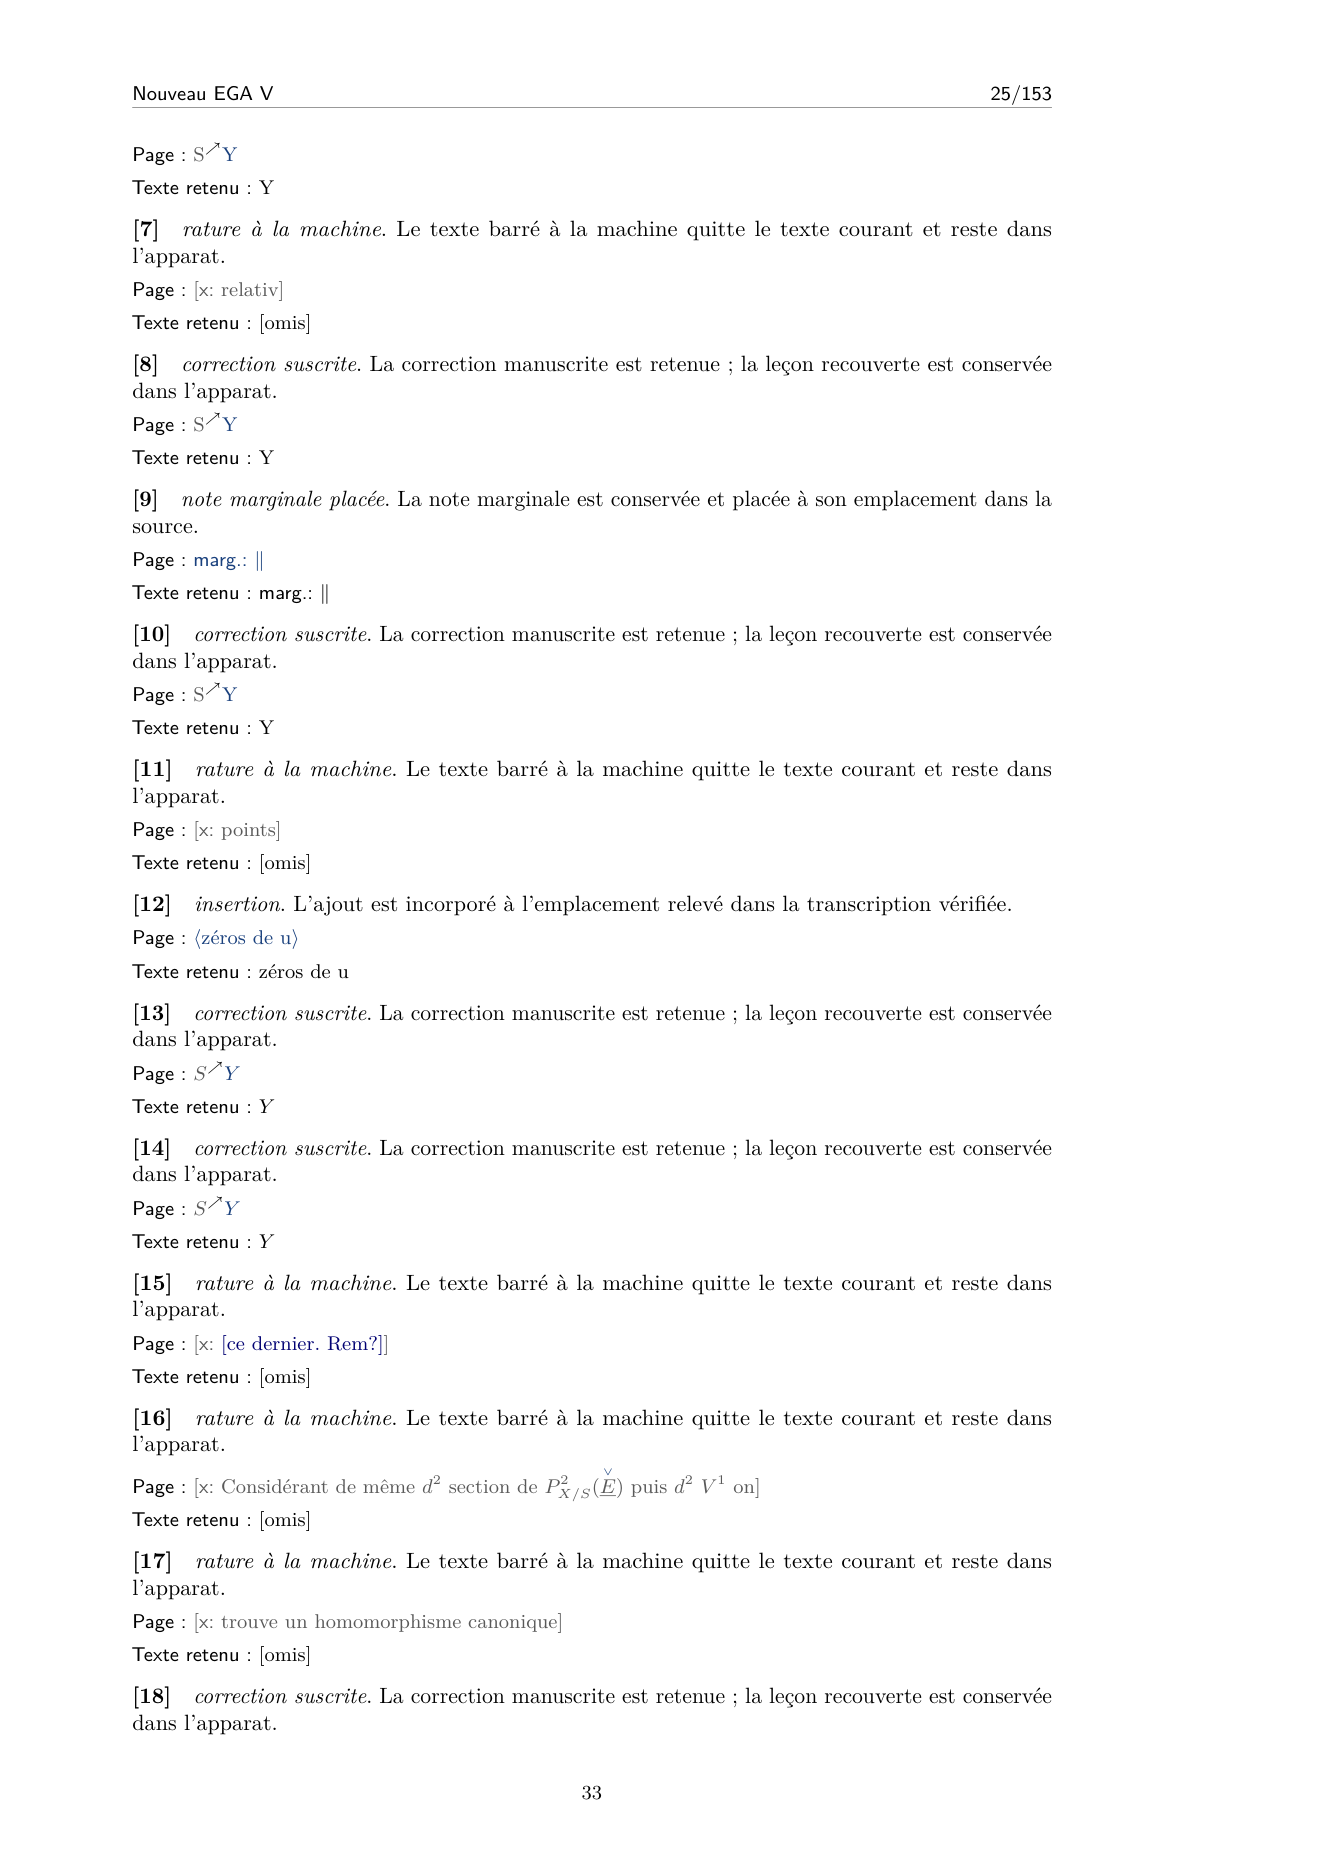 Nouveau EGA V 25/153
Page : S↗Y
Texte retenu : Y
[7] rature à la machine. Le texte barré à la machine quitte le texte courant et reste dans
l'apparat.
Page : [x: relativ]
Texte retenu : [omis]
[8] correction suscrite. La correction manuscrite est retenue ; la leçon recouverte est conservée
dans l'apparat.
Page : S↗Y
Texte retenu : Y
[9] note marginale placée. La note marginale est conservée et placée à son emplacement dans la
source.
Page : marg.: ‖
Texte retenu : marg.: ‖
[10] correction suscrite. La correction manuscrite est retenue ; la leçon recouverte est conservée
dans l'apparat.
Page : S↗Y
Texte retenu : Y
[11] rature à la machine. Le texte barré à la machine quitte le texte courant et reste dans
l'apparat.
Page : [x: points]
Texte retenu : [omis]
[12] insertion. L'ajout est incorporé à l'emplacement relevé dans la transcription vérifiée.
Page : ⟨zéros de u⟩
Texte retenu : zéros de u
[13] correction suscrite. La correction manuscrite est retenue ; la leçon recouverte est conservée
dans l'apparat.
Page : S↗Y
Texte retenu : Y
[14] correction suscrite. La correction manuscrite est retenue ; la leçon recouverte est conservée
dans l'apparat.
Page : S↗Y
Texte retenu : Y
[15] rature à la machine. Le texte barré à la machine quitte le texte courant et reste dans
l'apparat.
Page : [x: [ce dernier. Rem?]]
Texte retenu : [omis]
[16] rature à la machine. Le texte barré à la machine quitte le texte courant et reste dans
l'apparat.
Page : [x: Considérant de même $d^2$ section de $P^2_{X/S}(\overset{\vee}{\underline{E}})$ puis $d^2$ $V^1$ on]
Texte retenu : [omis]
[17] rature à la machine. Le texte barré à la machine quitte le texte courant et reste dans
l'apparat.
Page : [x: trouve un homomorphisme canonique]
Texte retenu : [omis]
[18] correction suscrite. La correction manuscrite est retenue ; la leçon recouverte est conservée
dans l'apparat.
33